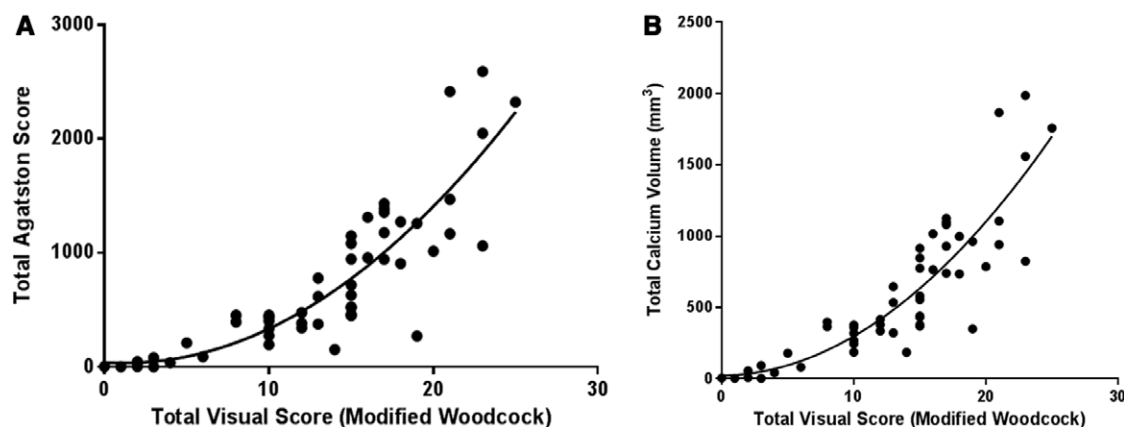 A
Total Agatston Score
3000
2000
1000
0
0 10 20 30
Total Visual Score (Modified Woodcock)
B
Total Calcium Volume (mm³)
2500
2000
1500
1000
500
0
0 10 20 30
Total Visual Score (Modified Woodcock)